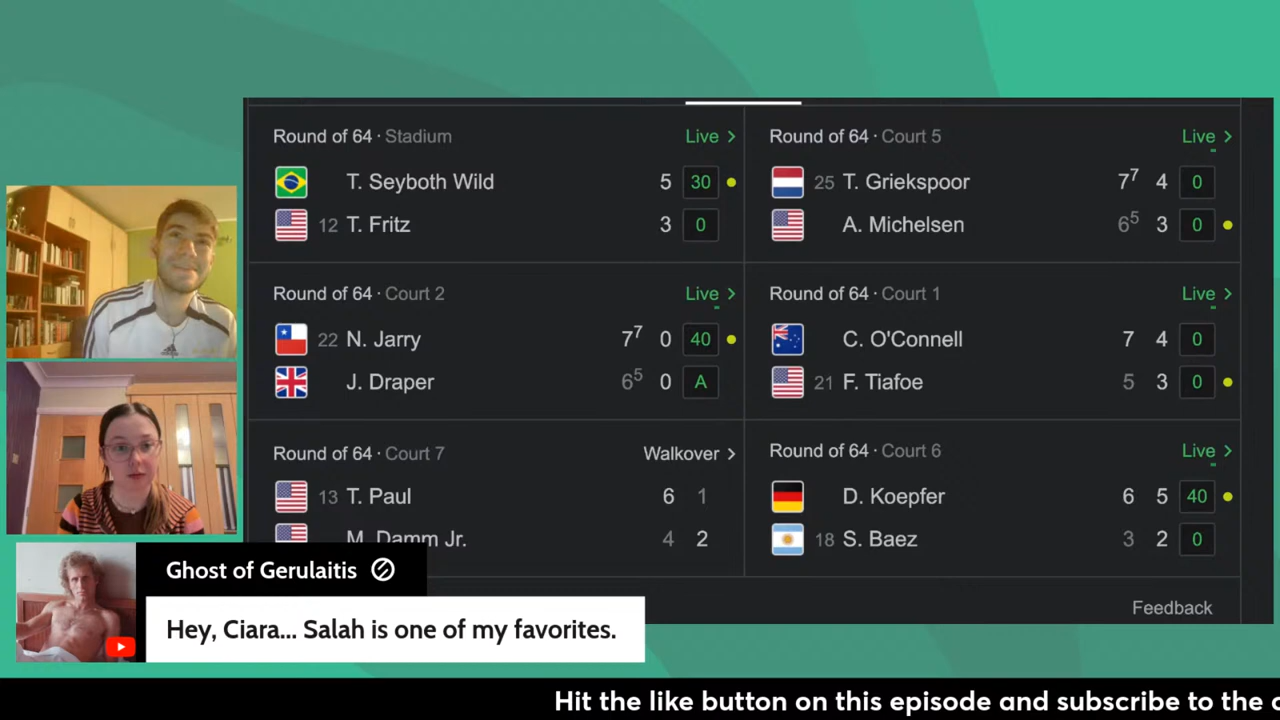 Round of 64 · Stadium Live >
T. Seyboth Wild 5 30
12 T. Fritz 3 0
Round of 64 · Court 5 Live >
25 T. Griekspoor 7⁷ 4 0
A. Michelsen 6⁵ 3 0
Round of 64 · Court 2 Live >
22 N. Jarry 7⁷ 0 40
J. Draper 6⁵ 0 A
Round of 64 · Court 1 Live >
C. O'Connell 7 4 0
21 F. Tiafoe 5 3 0
Round of 64 · Court 7 Walkover >
13 T. Paul 6 1
M. Damm Jr. 4 2
Round of 64 · Court 6 Live >
D. Koepfer 6 5 40
18 S. Baez 3 2 0
Feedback
Ghost of Gerulaitis
Hey, Ciara... Salah is one of my favorites.
Hit the like button on this episode and subscribe to the